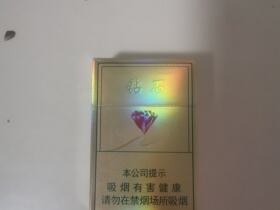 钻石
本公司提示
吸烟有害健康
请勿在禁烟场所吸烟